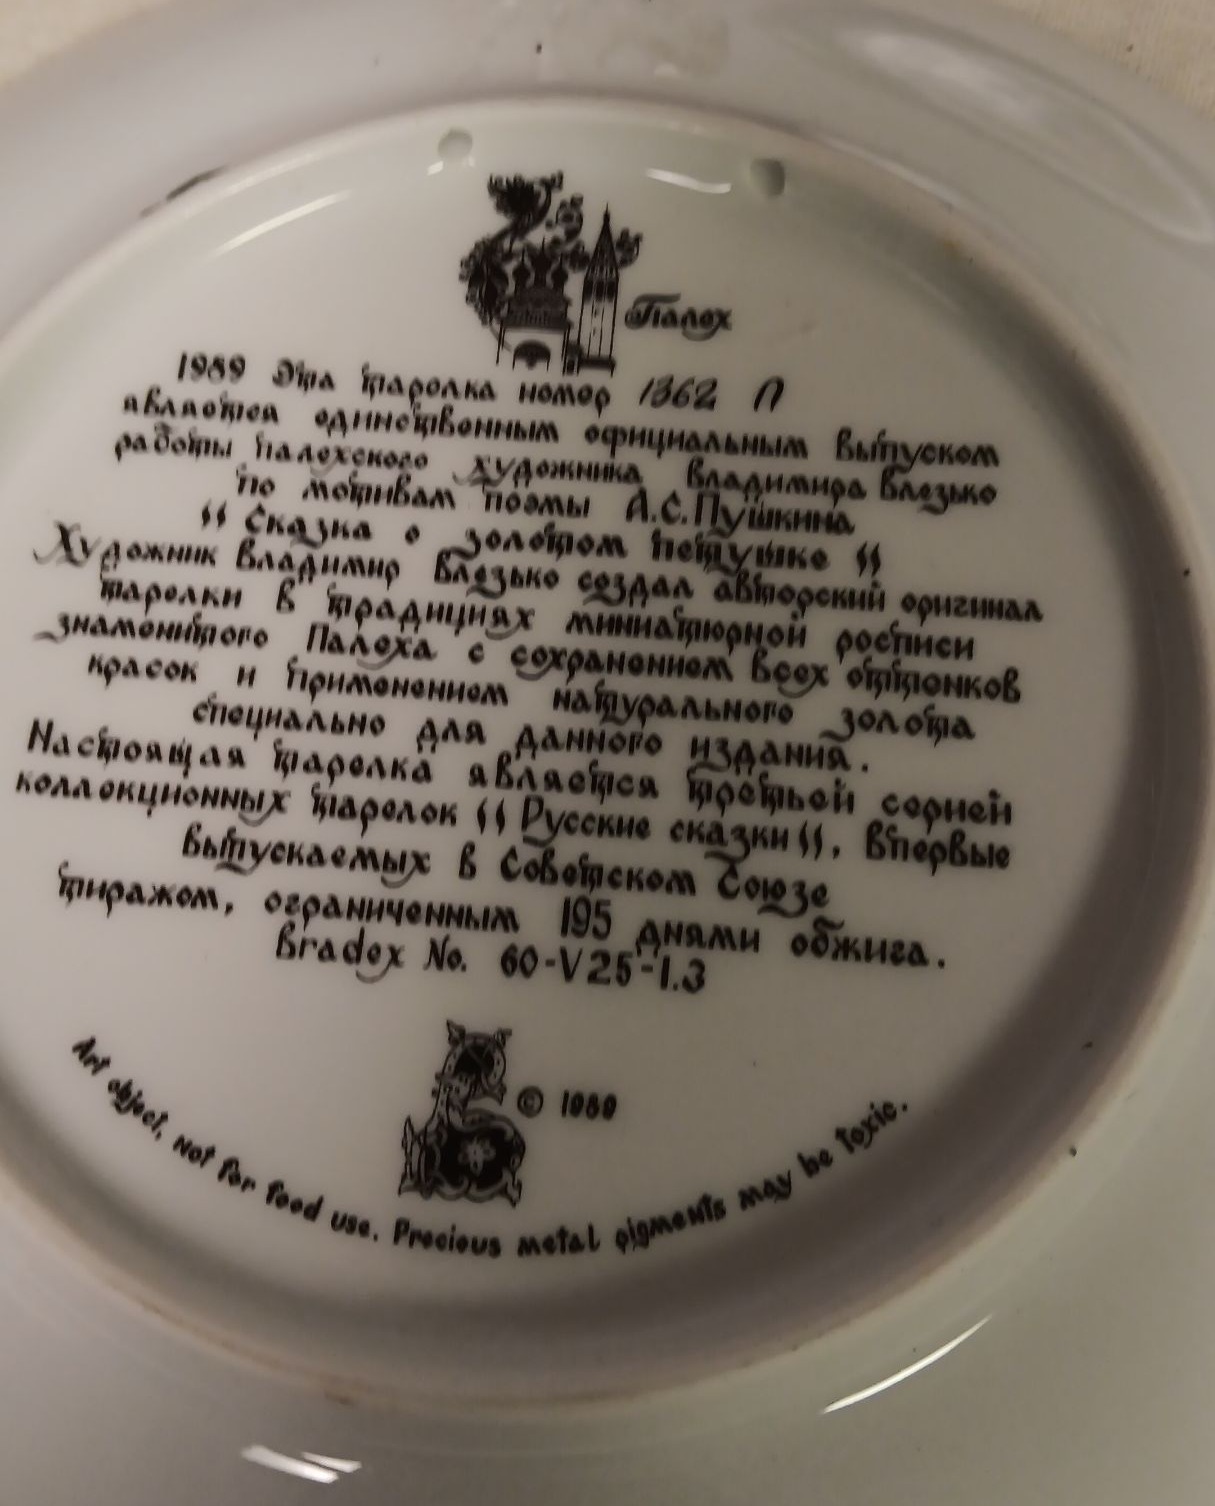 Палех
1989 Эта тарелка номер 1362 П
является единственным официальным выпуском
работы палехского художника Владимира Влезько
по мотивам поэмы А.С.Пушкина
"Сказка о золотом петушке"
Художник Владимир Влезько создал авторский оригинал
тарелки в традициях миниатюрной росписи
знаменитого Палеха с сохранением всех оттенков
красок и применением натурального золота
специально для данного издания.
Настоящая тарелка является третьей серией
коллекционных тарелок "Русские сказки", впервые
выпускаемых в Советском Союзе
тиражом, ограниченным 195 днями обжига.
Bradex No. 60-V25-1.3
© 1989
Art object, not for food use. Precious metal pigments may be toxic.